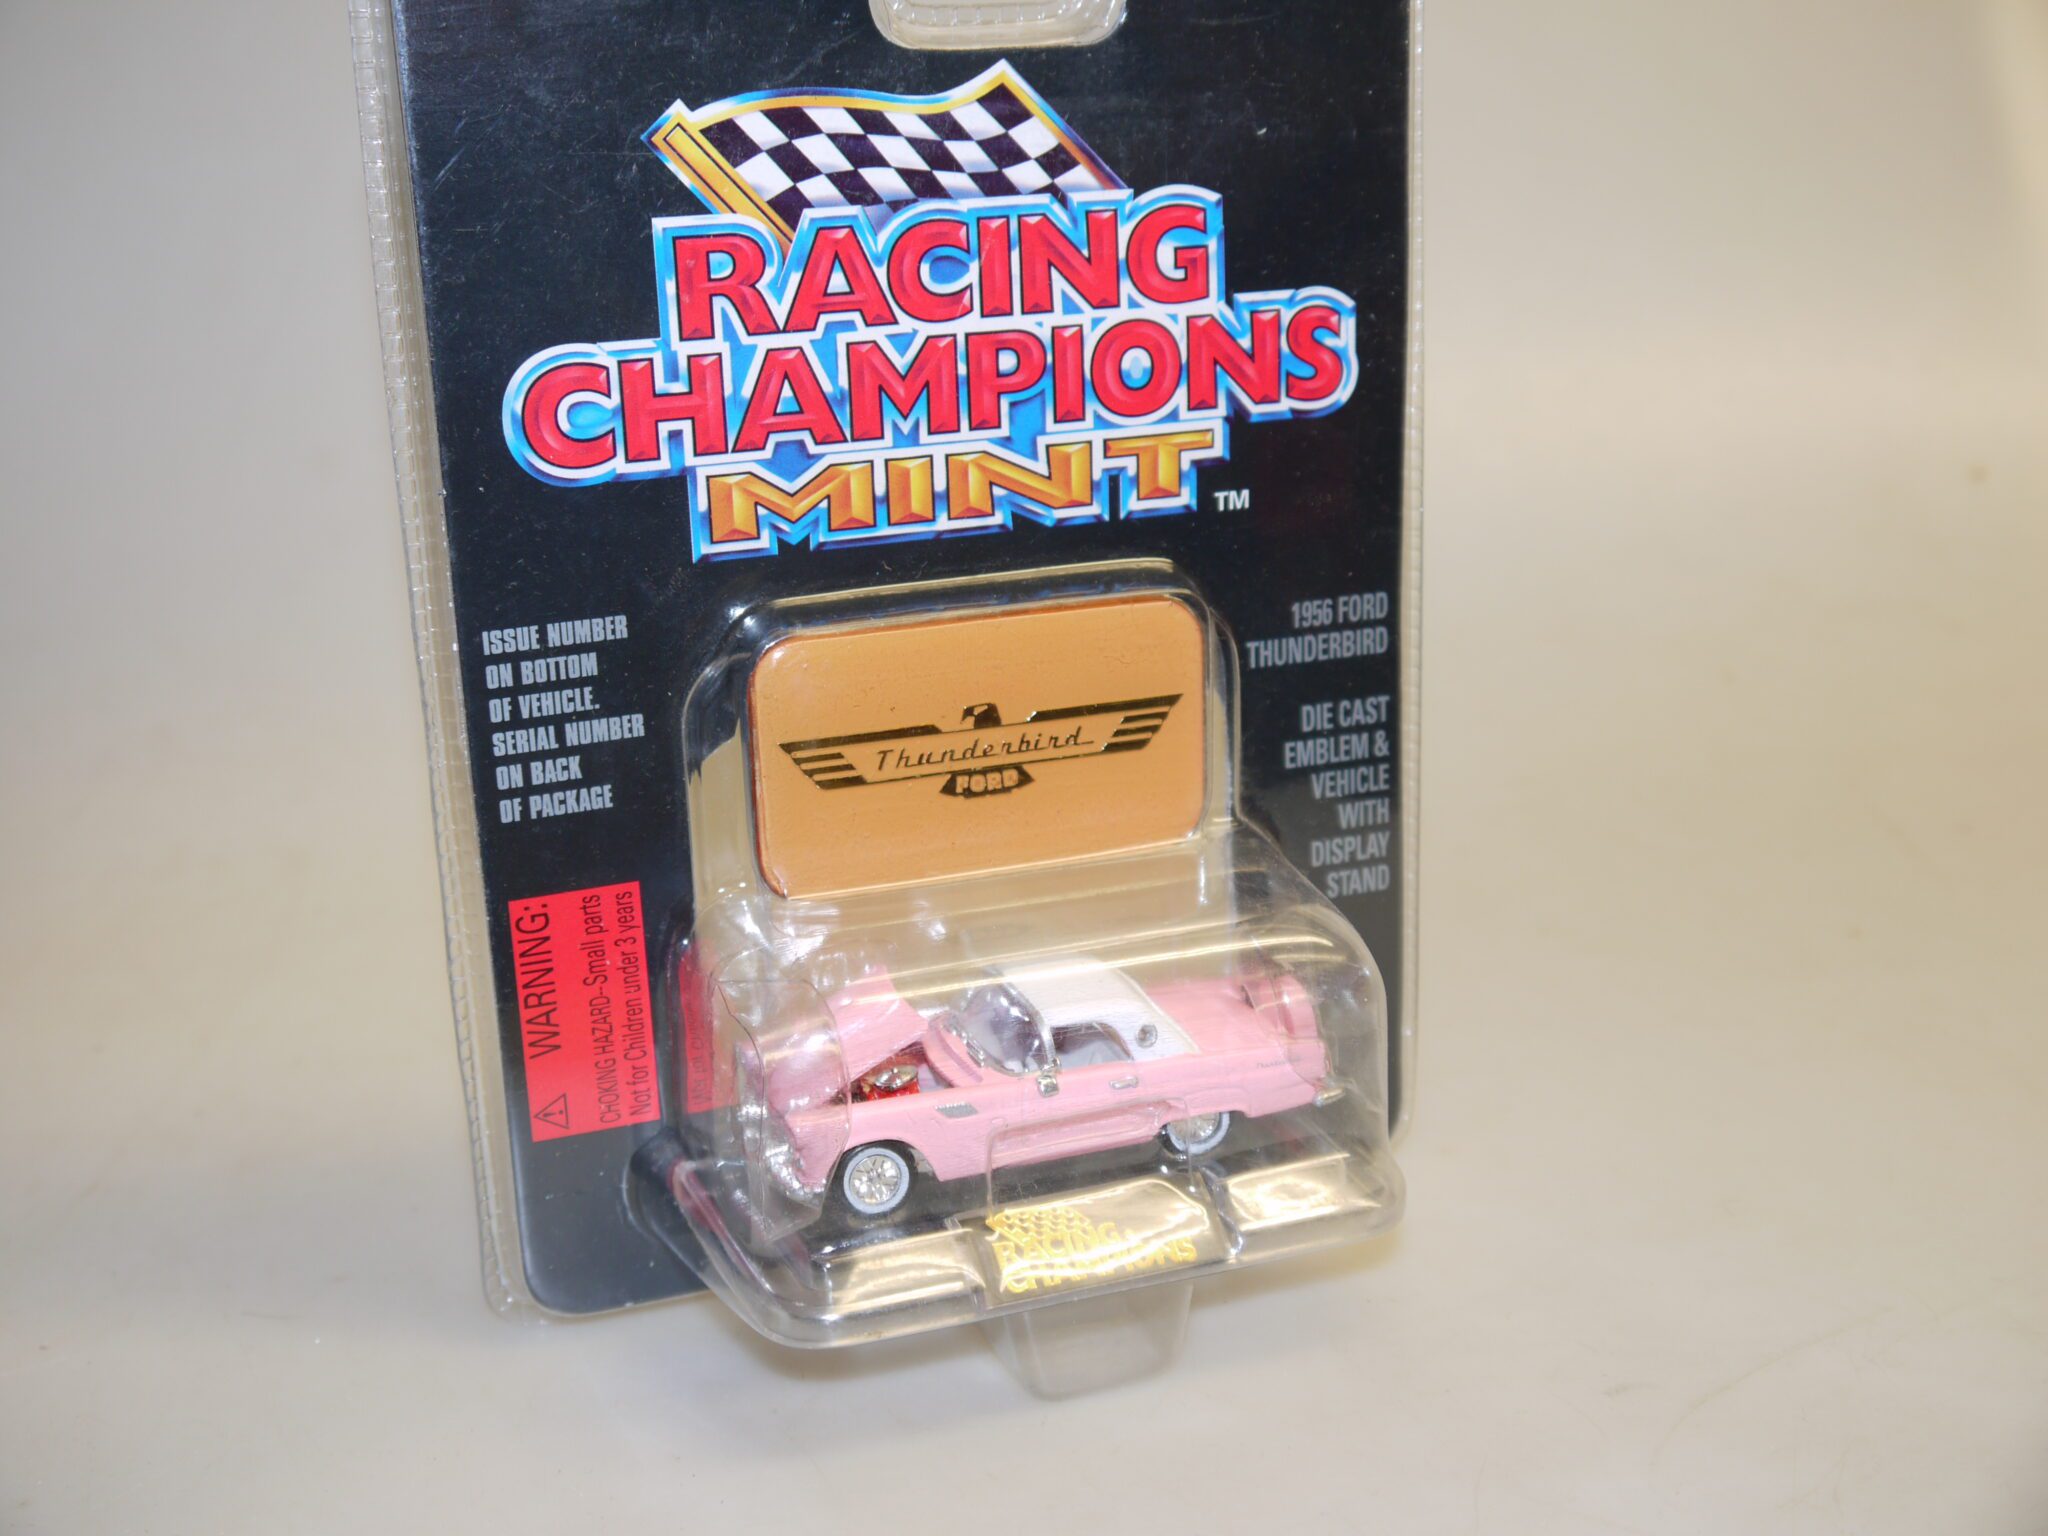 RACING
CHAMPIONS
MINT™
ISSUE NUMBER
ON BOTTOM
OF VEHICLE.
SERIAL NUMBER
ON BACK
OF PACKAGE
1956 FORD
THUNDERBIRD
DIE CAST
EMBLEM &
VEHICLE
WITH
DISPLAY
STAND
Thunderbird
FORD
WARNING:
CHOKING HAZARD--Small parts
Not for Children under 3 years
RACING
CHAMPIONS